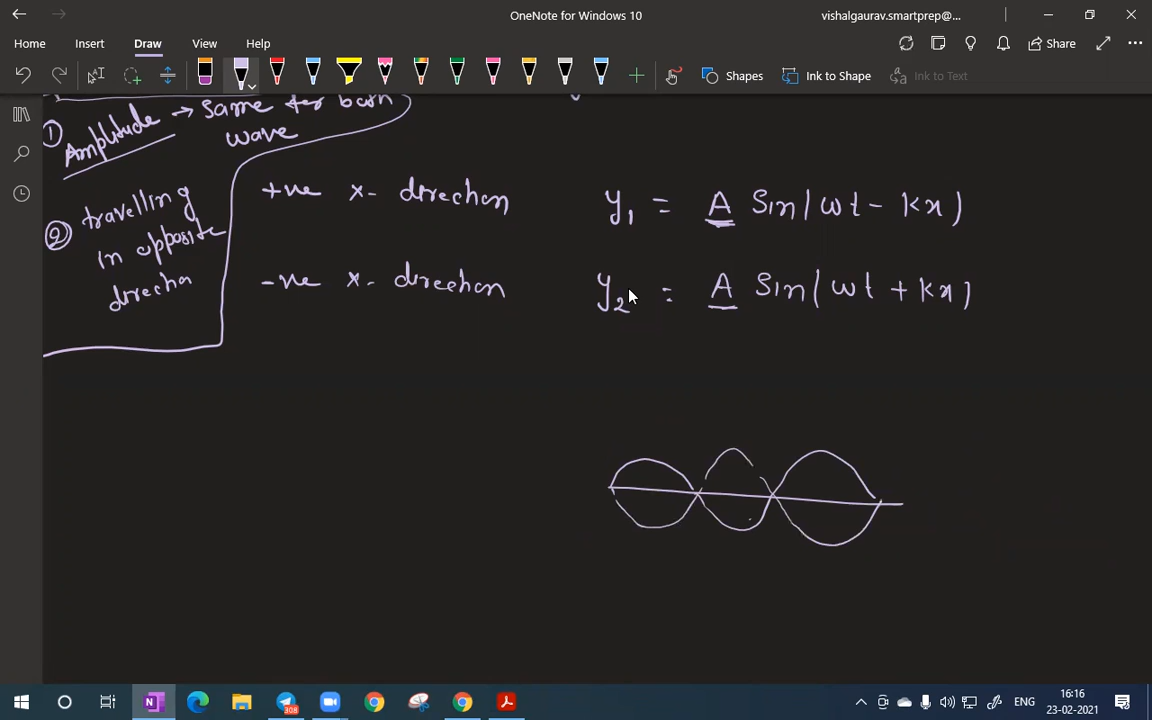 OneNote for Windows 10
vishalgaurav.smartprep@...
Home Insert Draw View Help
Share
Shapes
Ink to Shape
Ink to Text
① Amplitude → same for both
wave
② travelling
in opposite
direction
+ve x- direction
y1 = A Sin(ωt - kx)
-ve x- direction
y2 = A Sin(ωt + kx)
308
ENG
16:16
23-02-2021